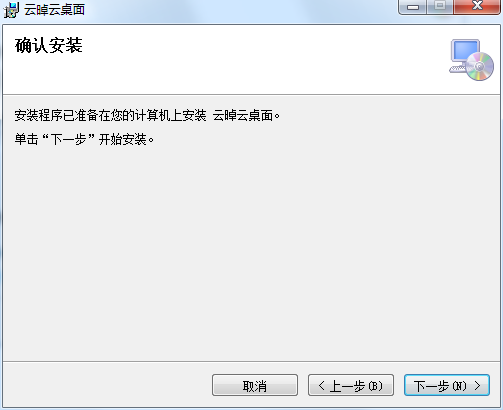 云晫云桌面
确认安装
安装程序已准备在您的计算机上安装 云晫云桌面。
单击“下一步”开始安装。
取消
< 上一步(B)
下一步(N) >